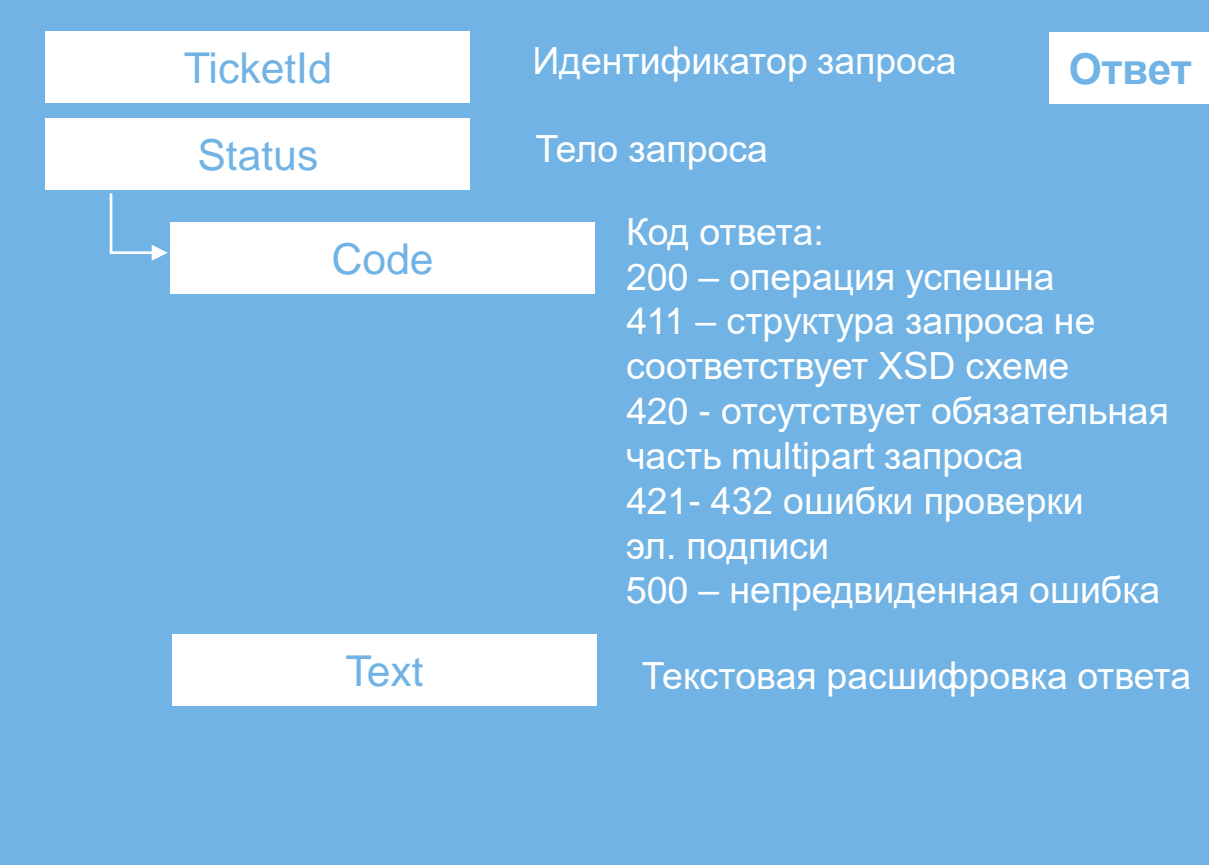 TicketId
Идентификатор запроса
Ответ
Status
Тело запроса
Code
Код ответа:
200 – операция успешна
411 – структура запроса не
соответствует XSD схеме
420 - отсутствует обязательная
часть multipart запроса
421- 432 ошибки проверки
эл. подписи
500 – непредвиденная ошибка
Text
Текстовая расшифровка ответа